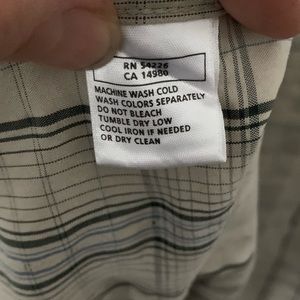 RN 54226
CA 14980
MACHINE WASH COLD
WASH COLORS SEPARATELY
DO NOT BLEACH
TUMBLE DRY LOW
COOL IRON IF NEEDED
OR DRY CLEAN